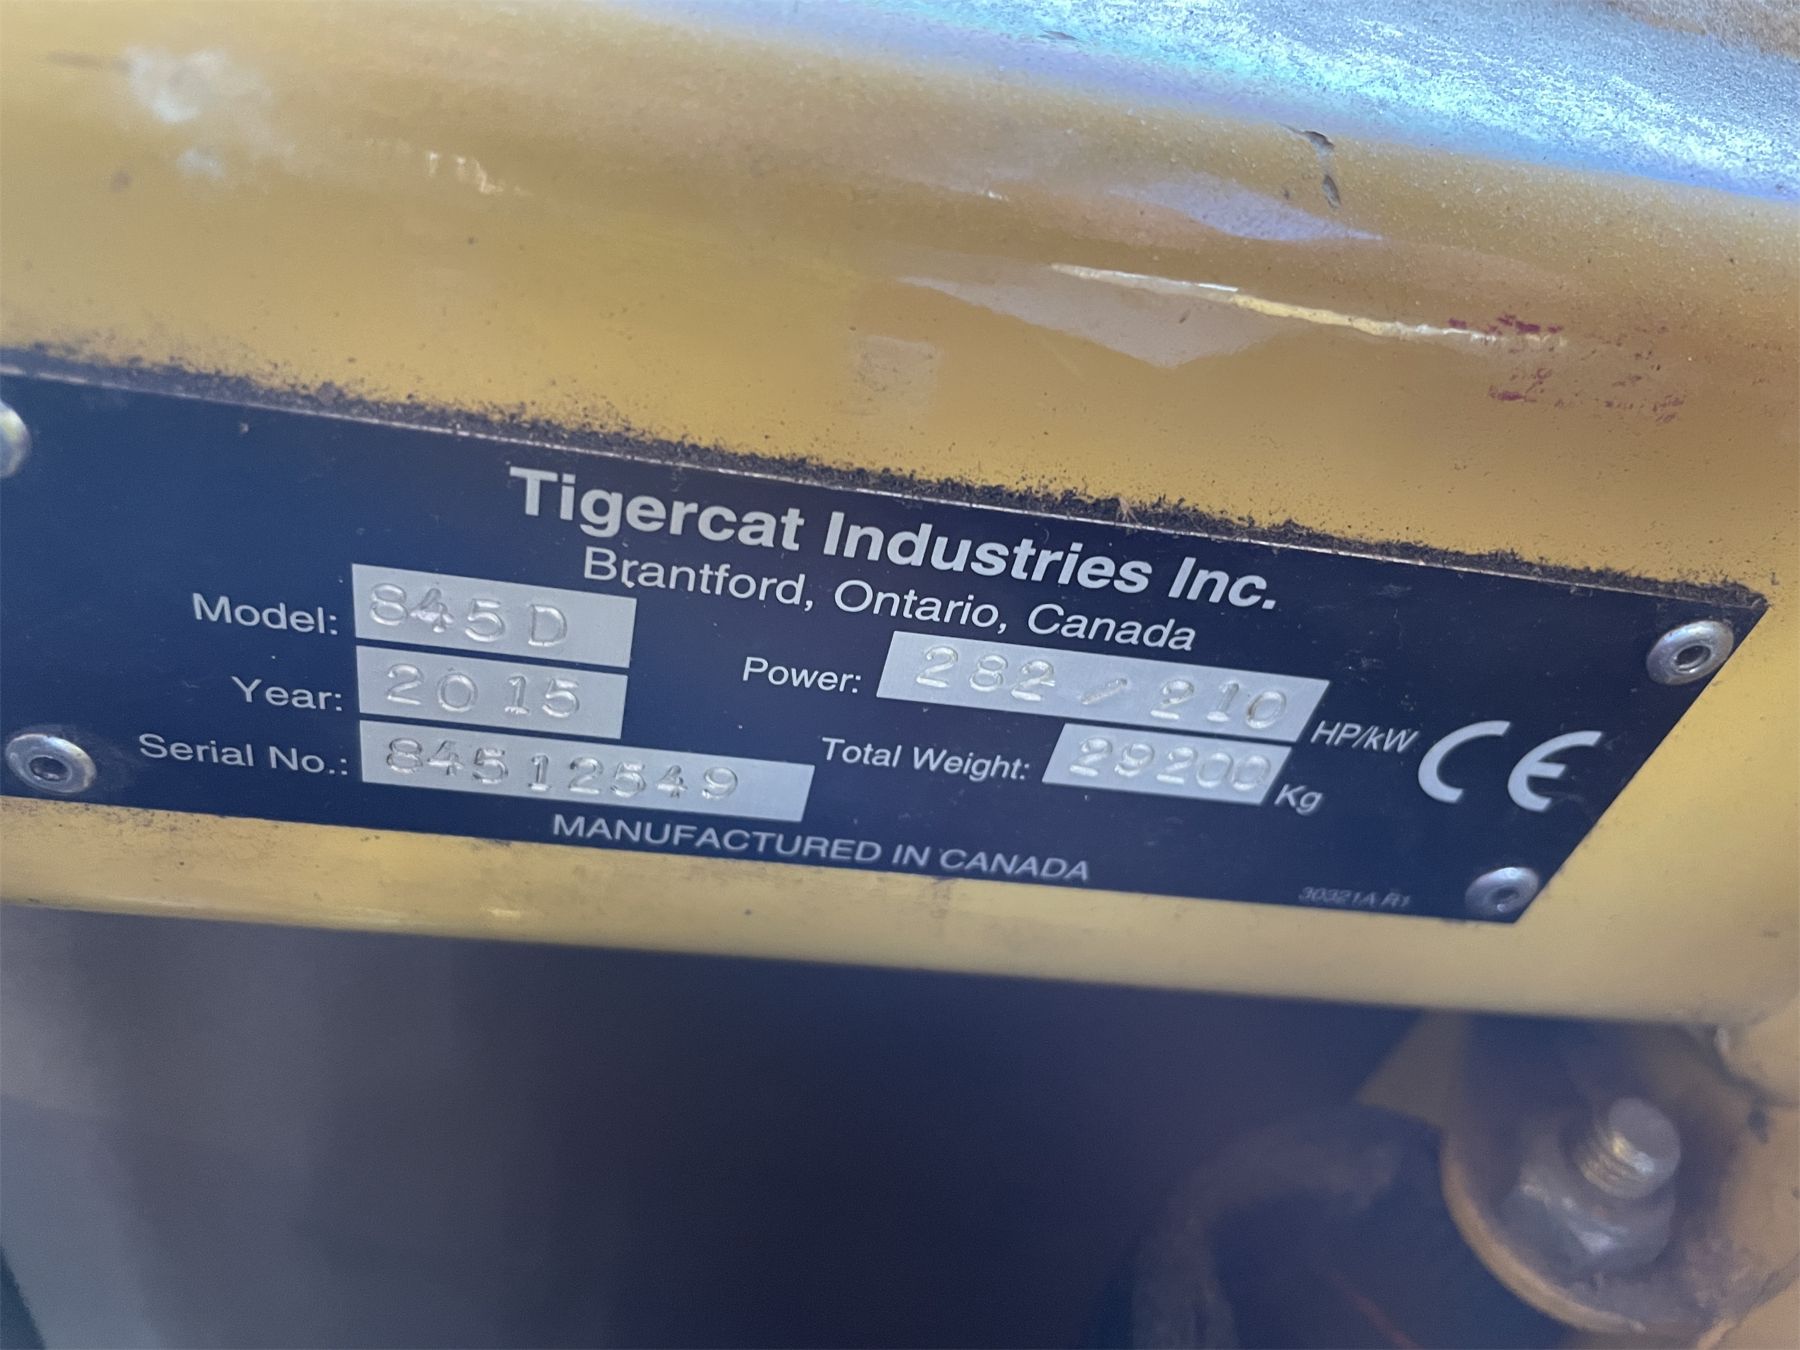 Tigercat Industries Inc.
Brantford, Ontario, Canada
Model: 845D
Year: 2015
Serial No.: 84512549
Power: 282/210 HP/kW
Total Weight: 29200 Kg
CE
MANUFACTURED IN CANADA
30321A R1